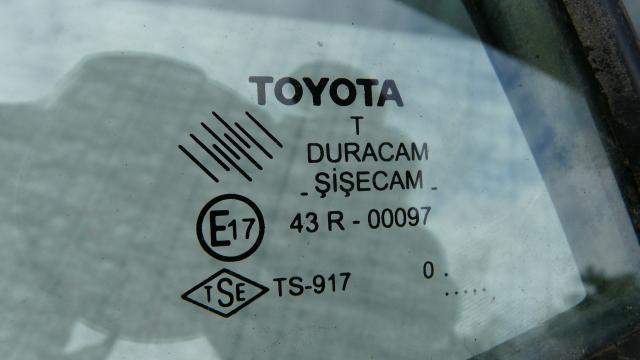 TOYOTA
T
DURACAM
- ŞİŞECAM -
E17 43 R - 00097
TSE TS-917 0 .
.....